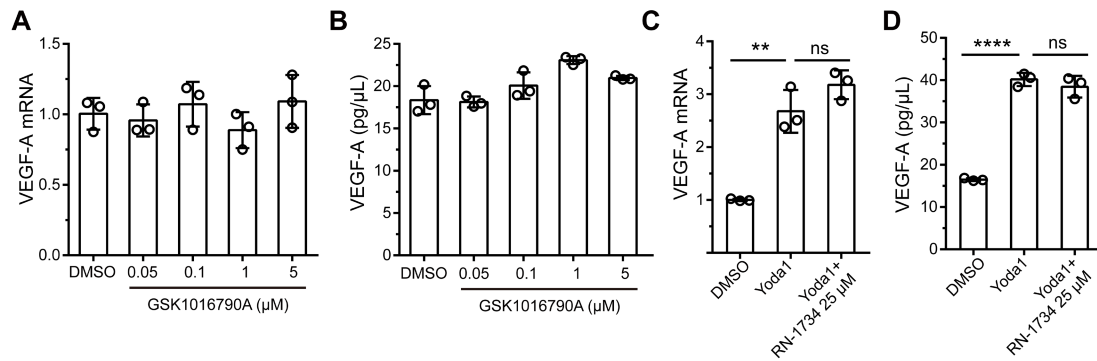 A
VEGF-A mRNA
1.5
1.0
0.5
0.0
DMSO 0.05 0.1 1 5
GSK1016790A (μM)
B
VEGF-A (pg/μL)
25
20
15
10
5
0
DMSO 0.05 0.1 1 5
GSK1016790A (μM)
C
VEGF-A mRNA
4
3
2
1
** ns
DMSO
Yoda1
Yoda1+
RN-1734 25 μM
D
VEGF-A (pg/μL)
50
40
30
20
10
0
**** ns
DMSO
Yoda1
Yoda1+
RN-1734 25 μM